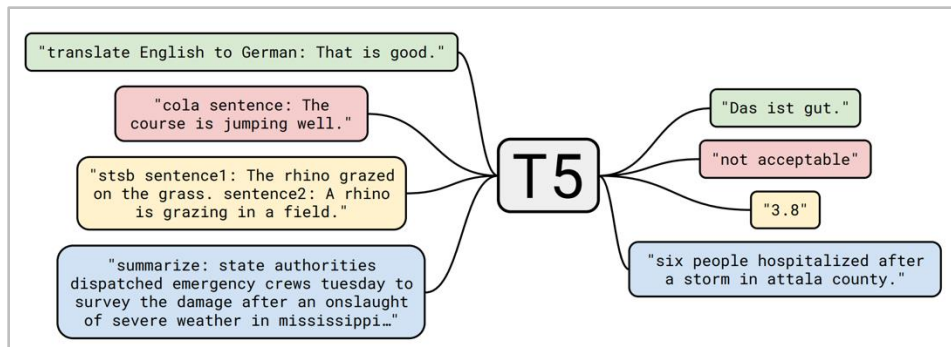 "translate English to German: That is good."
"cola sentence: The
course is jumping well."
"stsb sentence1: The rhino grazed
on the grass. sentence2: A rhino
is grazing in a field."
"summarize: state authorities
dispatched emergency crews tuesday to
survey the damage after an onslaught
of severe weather in mississippi…"
T5
"Das ist gut."
"not acceptable"
"3.8"
"six people hospitalized after
a storm in attala county."